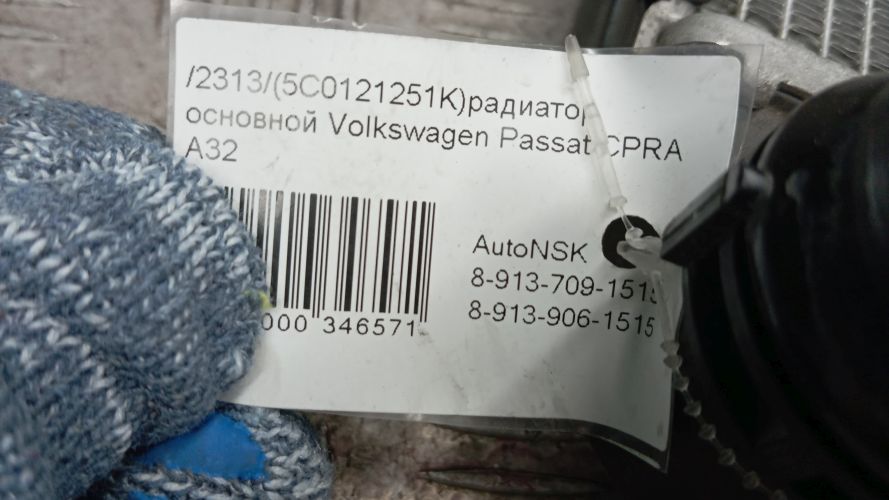 /2313/(5C0121251K)радиатор
основной Volkswagen Passat CPRA
A32
000 346571
AutoNSK
8-913-709-1515
8-913-906-1515